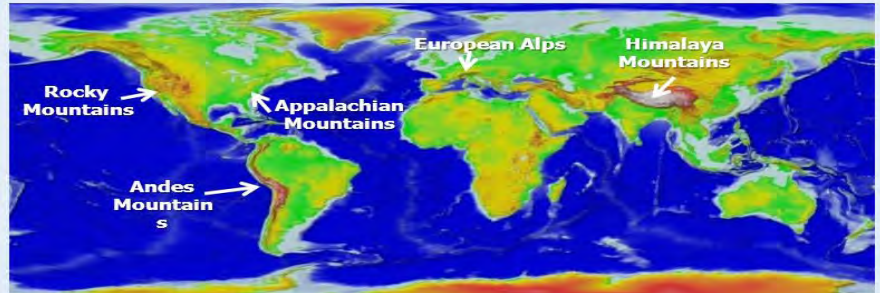 European Alps
Himalaya
Mountains
Rocky
Mountains
Appalachian
Mountains
Andes
Mountain
s